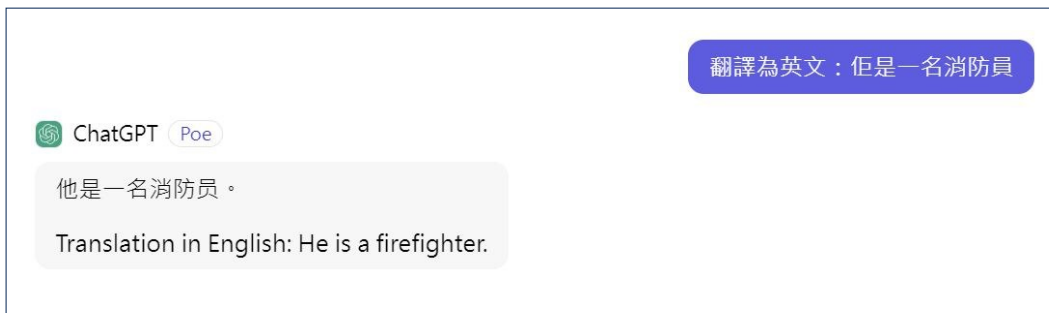 翻譯為英文：佢是一名消防員
ChatGPT Poe
他是一名消防员。
Translation in English: He is a firefighter.